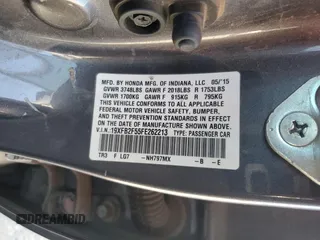 MFD. BY HONDA MFG. OF INDIANA, LLC 05/'15
GVWR 3748LBS GAWR F 2018LBS R 1753LBS
GVWR 1700KG GAWR F 915KG R 795KG
THIS VEHICLE CONFORMS TO ALL APPLICABLE
FEDERAL MOTOR VEHICLE SAFETY, BUMPER,
AND THEFT PREVENTION STANDARDS IN EFFECT
ON THE DATE OF MANUFACTURE SHOWN ABOVE.
V.I.N.:19XFB2F55FE262213 TYPE: PASSENGER CAR
TR3 F LG7 -NH797MX -B -E
DREAMBID